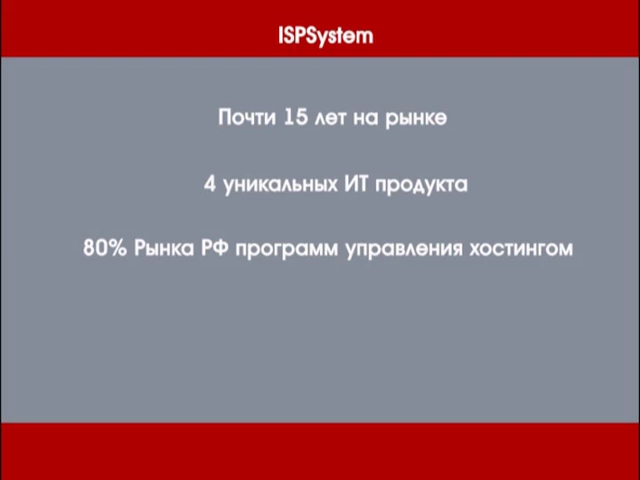 ISPSystem
Почти 15 лет на рынке
4 уникальных ИТ продукта
80% Рынка РФ программ управления хостингом